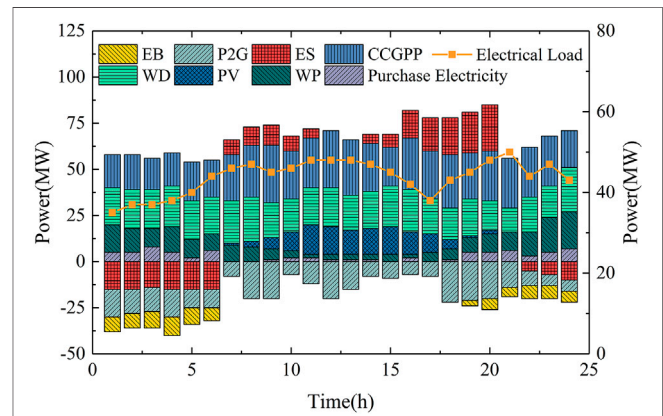 125
100
75
50
25
0
-25
-50
Power(MW)
EB P2G ES CCGPP Electrical Load
WD PV WP Purchase Electricity
80
60
40
20
0
Power(MW)
0 5 10 15 20 25
Time(h)